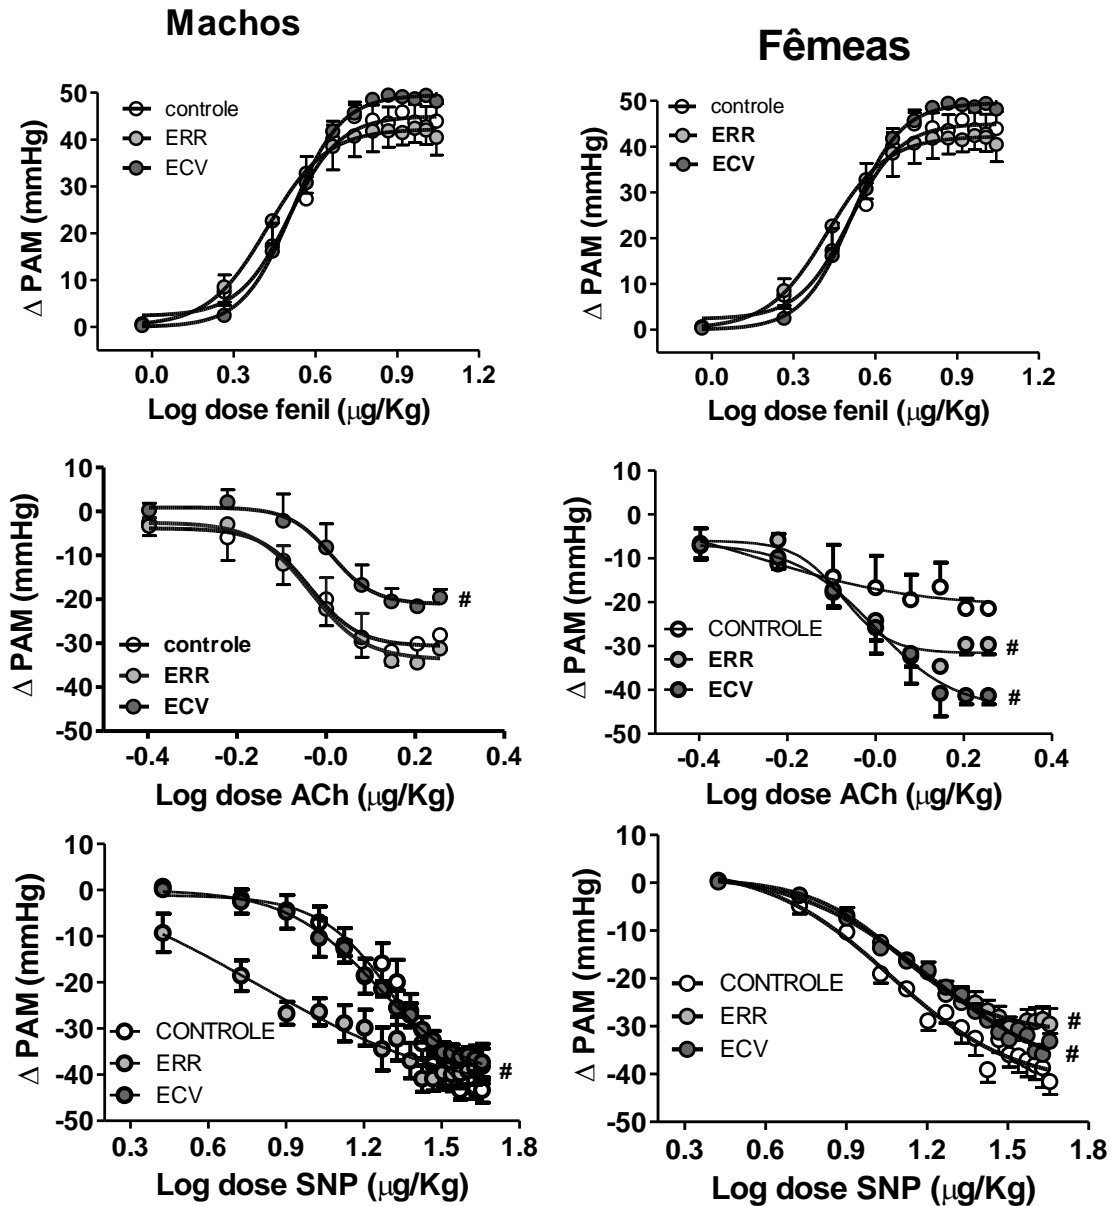 Machos
Fêmeas
50
40
30
20
10
0
Δ PAM (mmHg)
controle
ERR
ECV
0.0 0.3 0.6 0.9 1.2
Log dose fenil (μg/Kg)
50
40
30
20
10
0
Δ PAM (mmHg)
controle
ERR
ECV
0.0 0.3 0.6 0.9 1.2
Log dose fenil (μg/Kg)
10
0
-10
-20
-30
-40
-50
Δ PAM (mmHg)
#
controle
ERR
ECV
-0.4 -0.2 -0.0 0.2 0.4
Log dose ACh (μg/Kg)
10
0
-10
-20
-30
-40
-50
Δ PAM (mmHg)
CONTROLE
ERR
ECV
#
#
-0.4 -0.2 -0.0 0.2 0.4
Log dose ACh (μg/Kg)
10
0
-10
-20
-30
-40
-50
Δ PAM (mmHg)
CONTROLE
ERR
ECV
#
0.3 0.6 0.9 1.2 1.5 1.8
Log dose SNP (μg/Kg)
10
0
-10
-20
-30
-40
-50
Δ PAM (mmHg)
CONTROLE
ERR
ECV
#
#
0.3 0.6 0.9 1.2 1.5 1.8
Log dose SNP (μg/Kg)